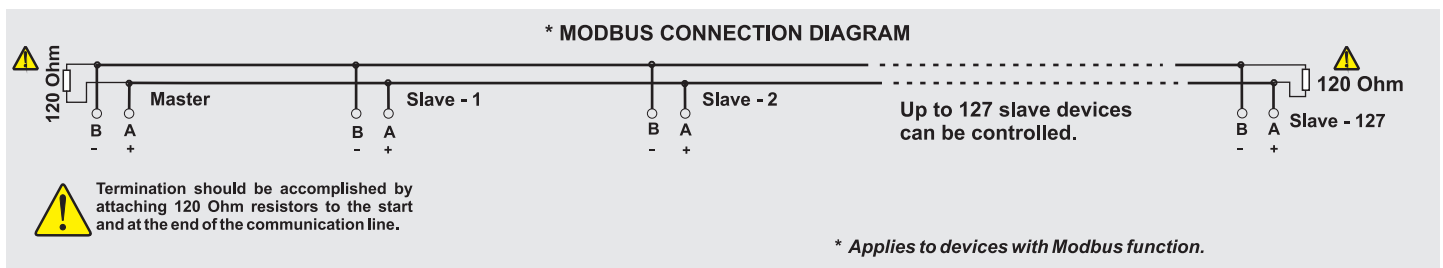 * MODBUS CONNECTION DIAGRAM
120 Ohm
Master
Slave - 1
Slave - 2
Up to 127 slave devices
can be controlled.
120 Ohm
Slave - 127
B A
- +
B A
- +
B A
- +
B A
- +
Termination should be accomplished by
attaching 120 Ohm resistors to the start
and at the end of the communication line.
* Applies to devices with Modbus function.